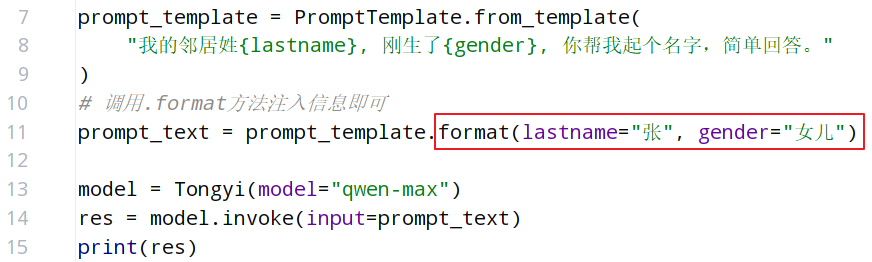 7 prompt_template = PromptTemplate.from_template(
8     "我的邻居姓{lastname}, 刚生了{gender}, 你帮我起个名字，简单回答。"
9 )
10 # 调用.format方法注入信息即可
11 prompt_text = prompt_template.format(lastname="张", gender="女儿")
12
13 model = Tongyi(model="qwen-max")
14 res = model.invoke(input=prompt_text)
15 print(res)